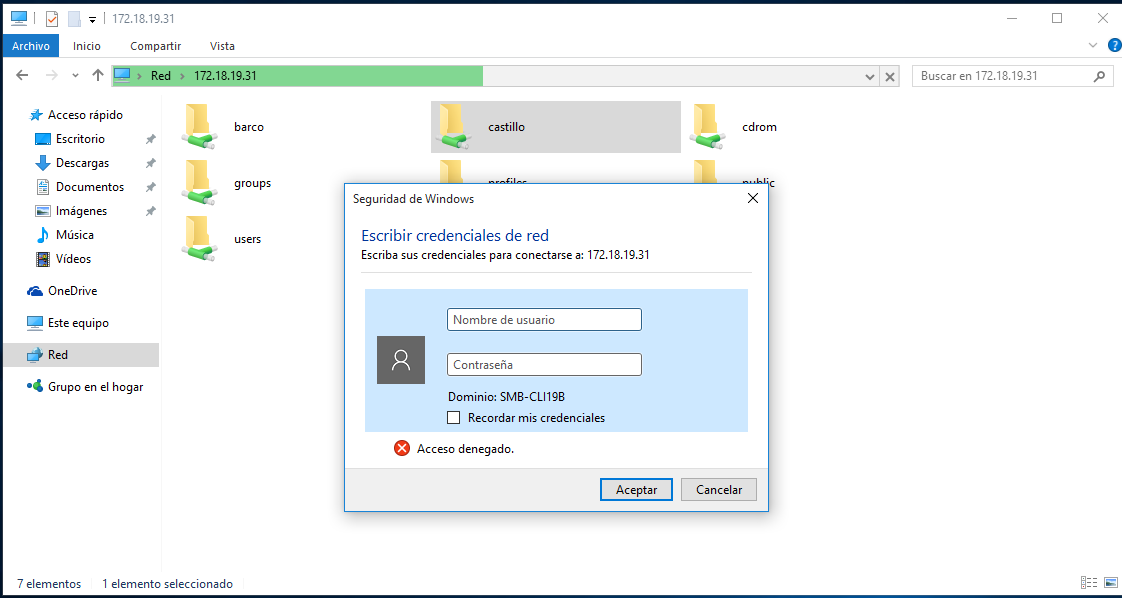 172.18.19.31
Archivo Inicio Compartir Vista
Red 172.18.19.31 Buscar en 172.18.19.31
Acceso rápido
Escritorio
Descargas
Documentos
Imágenes
Música
Vídeos
OneDrive
Este equipo
Red
Grupo en el hogar
barco castillo cdrom
groups profiles public
users
Seguridad de Windows
Escribir credenciales de red
Escriba sus credenciales para conectarse a: 172.18.19.31
Nombre de usuario
Contraseña
Dominio: SMB-CLI19B
Recordar mis credenciales
Acceso denegado.
Aceptar Cancelar
7 elementos 1 elemento seleccionado